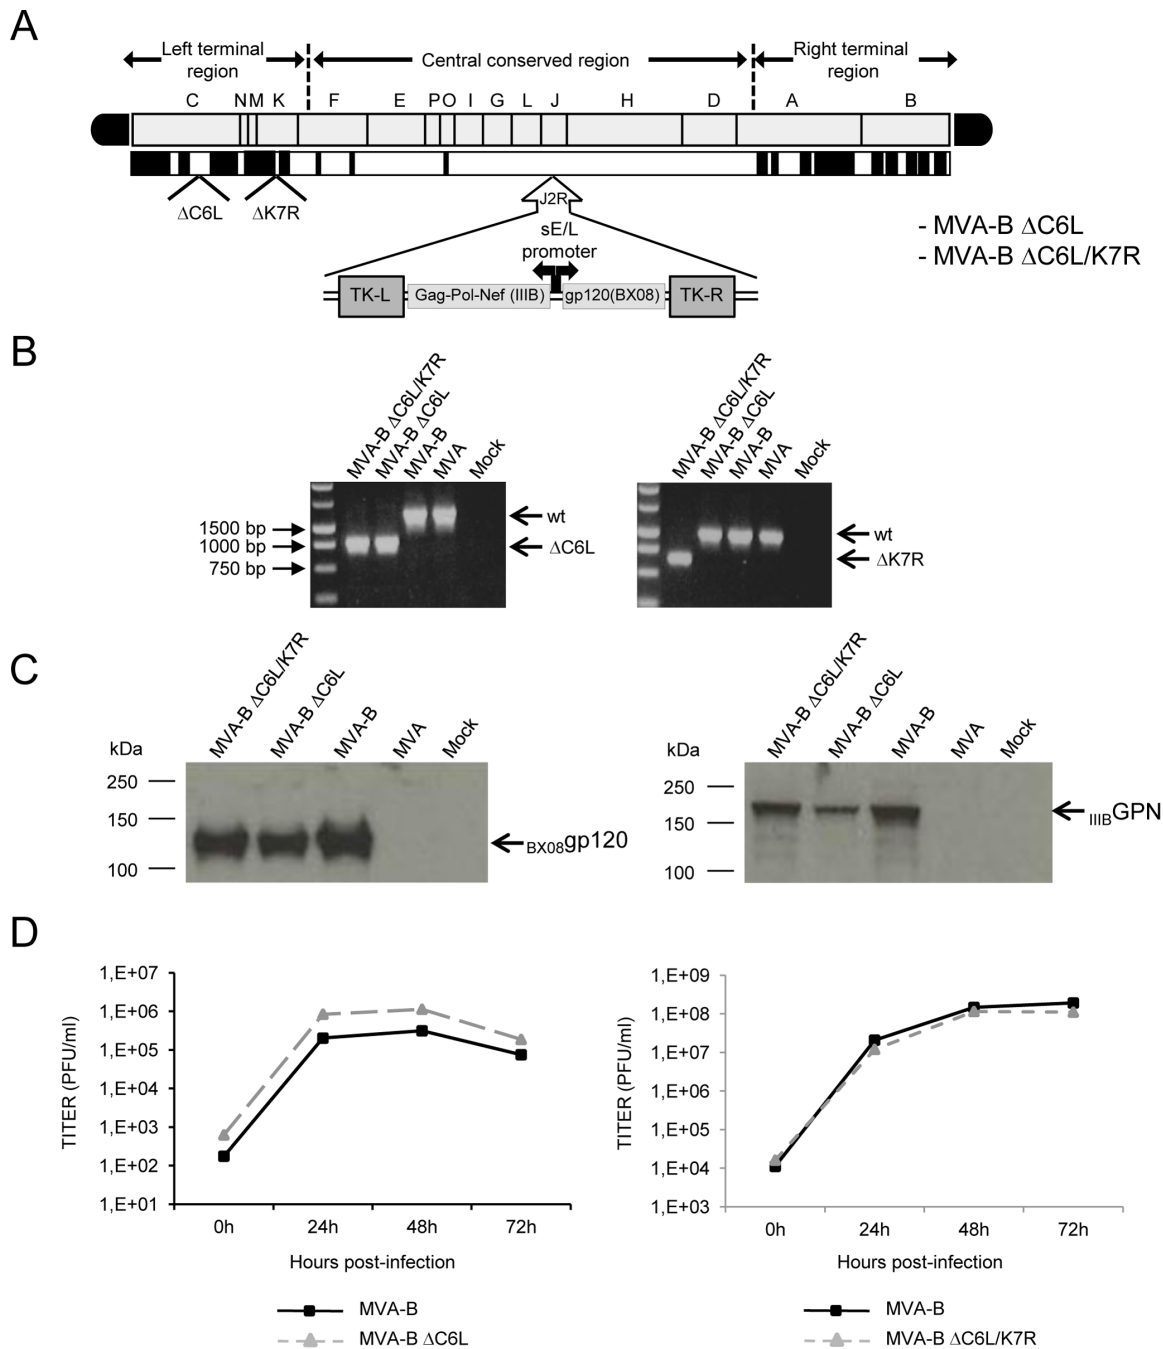 A
Left terminal
region
Central conserved region
Right terminal
region
C N M K F E P O I G L J H D A B
ΔC6L
ΔK7R
J2R
sE/L
promoter
- MVA-B ΔC6L
- MVA-B ΔC6L/K7R
TK-L
Gag-Pol-Nef (IIIB)
gp120(BX08)
TK-R
B
MVA-B ΔC6L/K7R
MVA-B ΔC6L
MVA-B
MVA
Mock
1500 bp
1000 bp
750 bp
wt
ΔC6L
MVA-B ΔC6L/K7R
MVA-B ΔC6L
MVA-B
MVA
Mock
wt
ΔK7R
C
MVA-B ΔC6L/K7R
MVA-B ΔC6L
MVA-B
MVA
Mock
kDa
250
150
100
BX08gp120
MVA-B ΔC6L/K7R
MVA-B ΔC6L
MVA-B
MVA
Mock
kDa
250
150
100
IIIBGPN
D
TITER (PFU/ml)
1,E+07
1,E+06
1,E+05
1,E+04
1,E+03
1,E+02
1,E+01
0h 24h 48h 72h
Hours post-infection
MVA-B
MVA-B ΔC6L
TITER (PFU/ml)
1,E+09
1,E+08
1,E+07
1,E+06
1,E+05
1,E+04
1,E+03
0h 24h 48h 72h
Hours post-infection
MVA-B
MVA-B ΔC6L/K7R